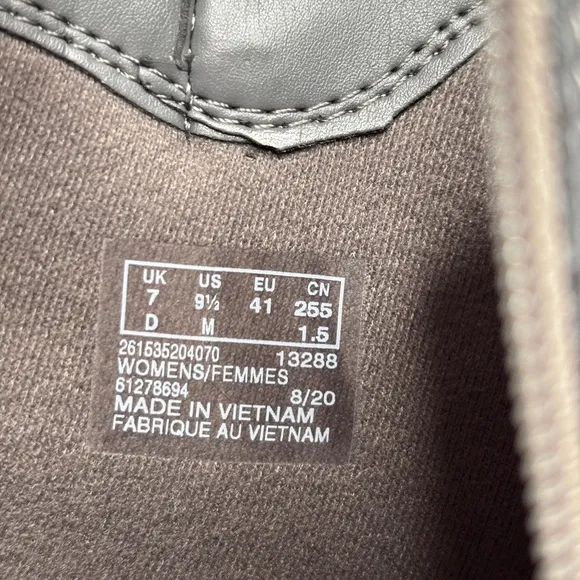 UK US EU CN
7 9½ 41 255
D M 1.5
261535204070 13288
WOMENS/FEMMES
61278694 8/20
MADE IN VIETNAM
FABRIQUE AU VIETNAM